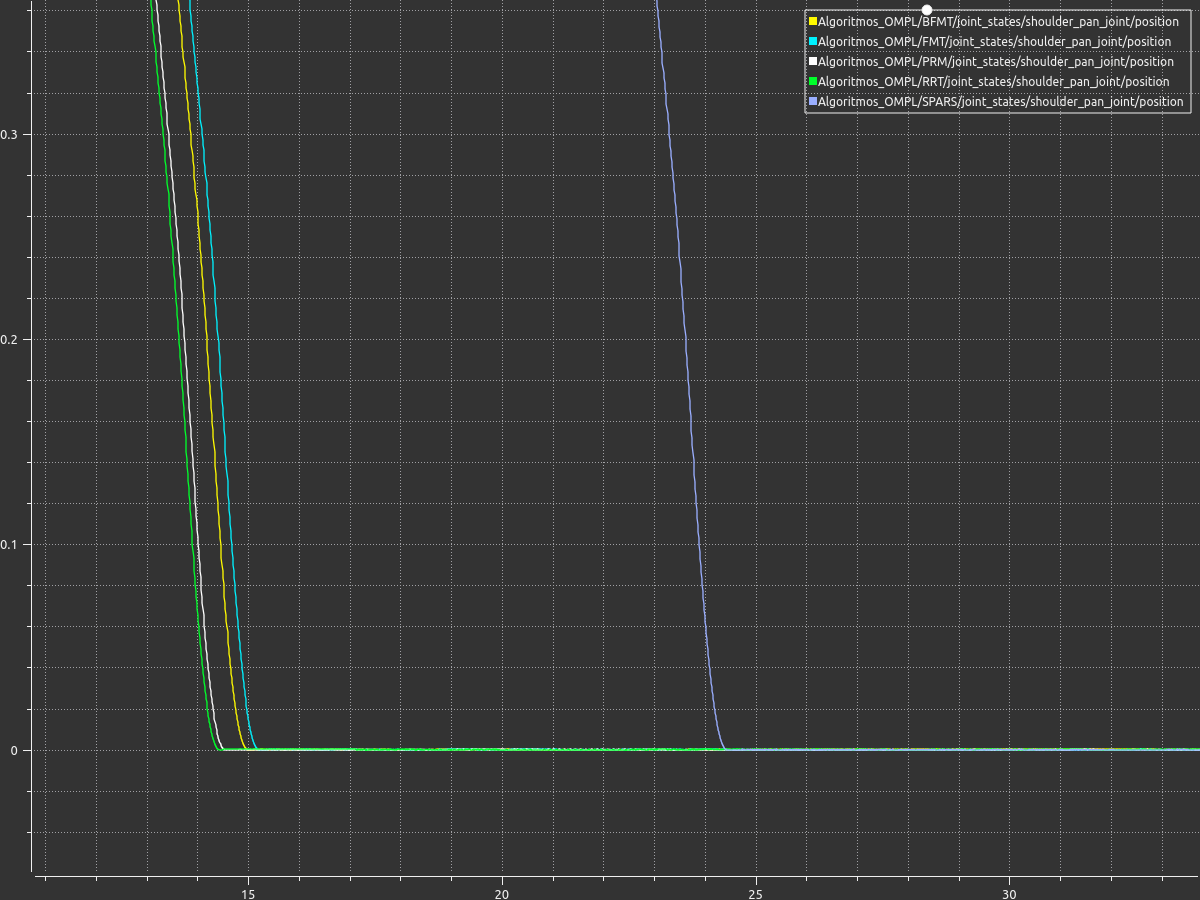 Algoritmos_OMPL/BFMT/joint_states/shoulder_pan_joint/position
Algoritmos_OMPL/FMT/joint_states/shoulder_pan_joint/position
Algoritmos_OMPL/PRM/joint_states/shoulder_pan_joint/position
Algoritmos_OMPL/RRT/joint_states/shoulder_pan_joint/position
Algoritmos_OMPL/SPARS/joint_states/shoulder_pan_joint/position
0.3
0.2
0.1
0
15 20 25 30